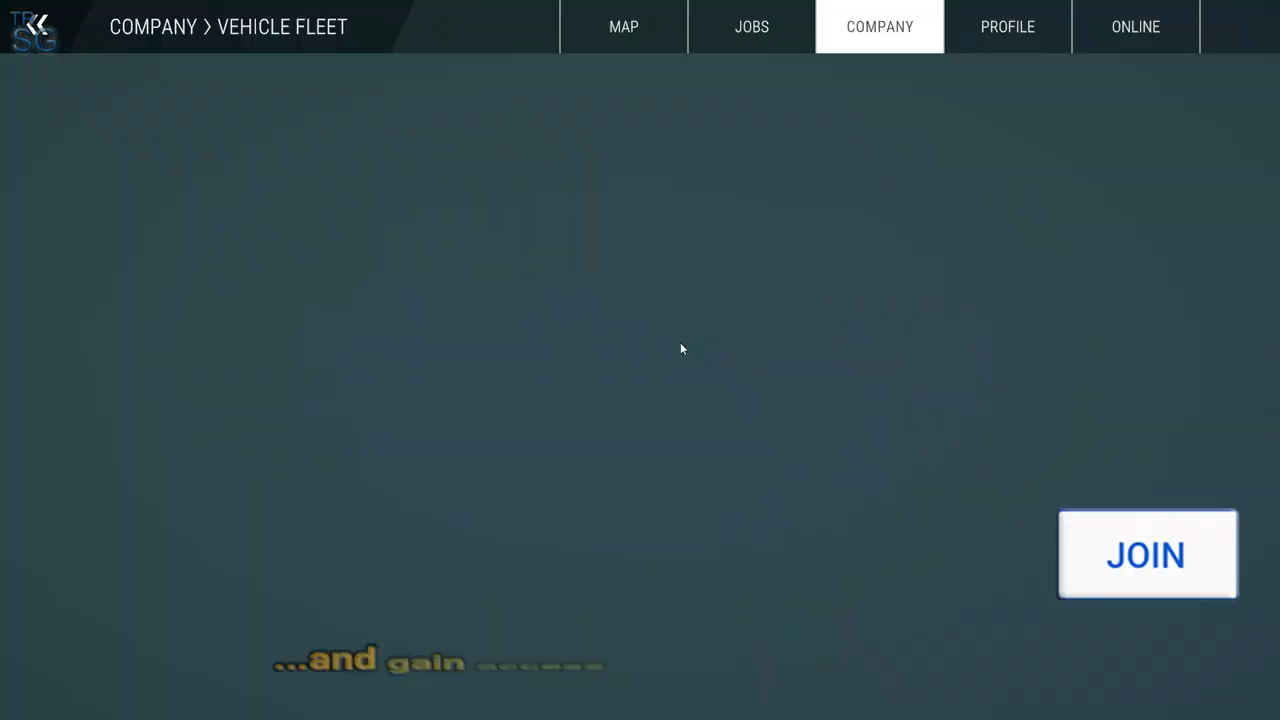 TR
SG
COMPANY > VEHICLE FLEET
MAP
JOBS
COMPANY
PROFILE
ONLINE
JOIN
...and gain